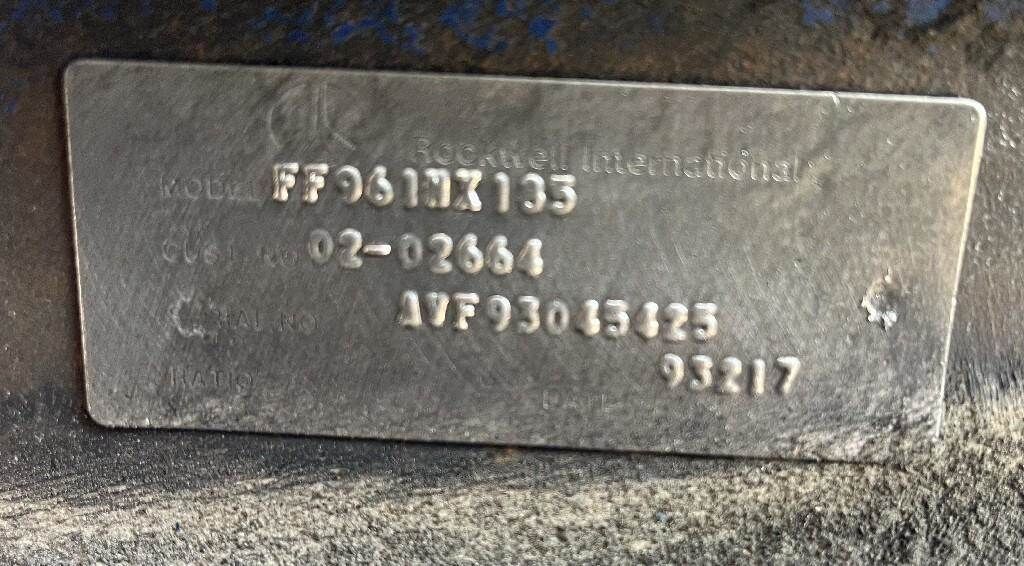 Rockwell International
MODEL FF961NX135
CUST. NO 02-02664
SERIAL NO AVF93045425
93217
RATIO DATE